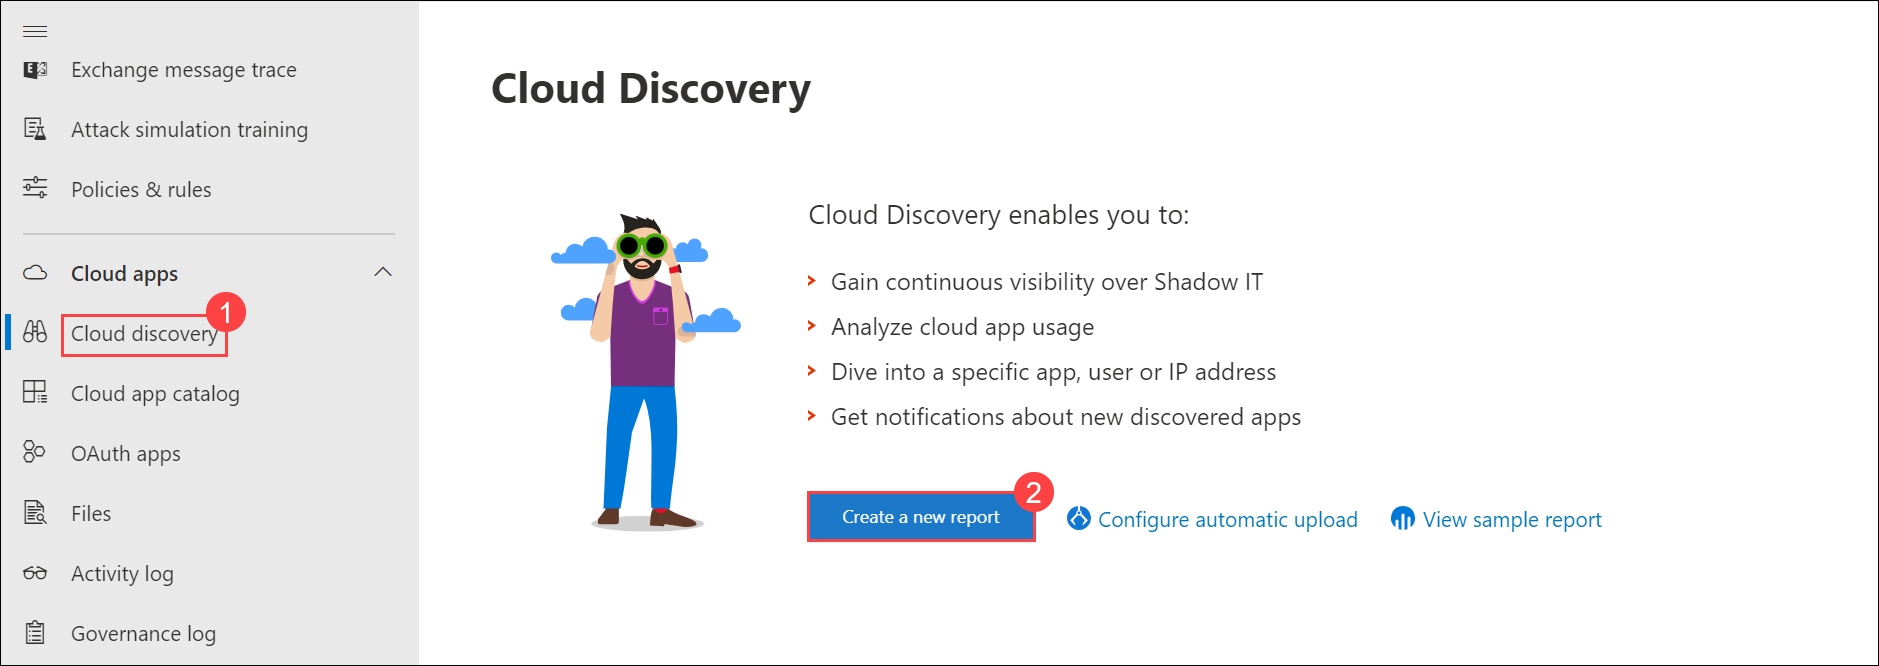 Exchange message trace
Attack simulation training
Policies & rules
Cloud apps
1
Cloud discovery
Cloud app catalog
OAuth apps
Files
Activity log
Governance log
Cloud Discovery
Cloud Discovery enables you to:
Gain continuous visibility over Shadow IT
Analyze cloud app usage
Dive into a specific app, user or IP address
Get notifications about new discovered apps
2
Create a new report
Configure automatic upload
View sample report